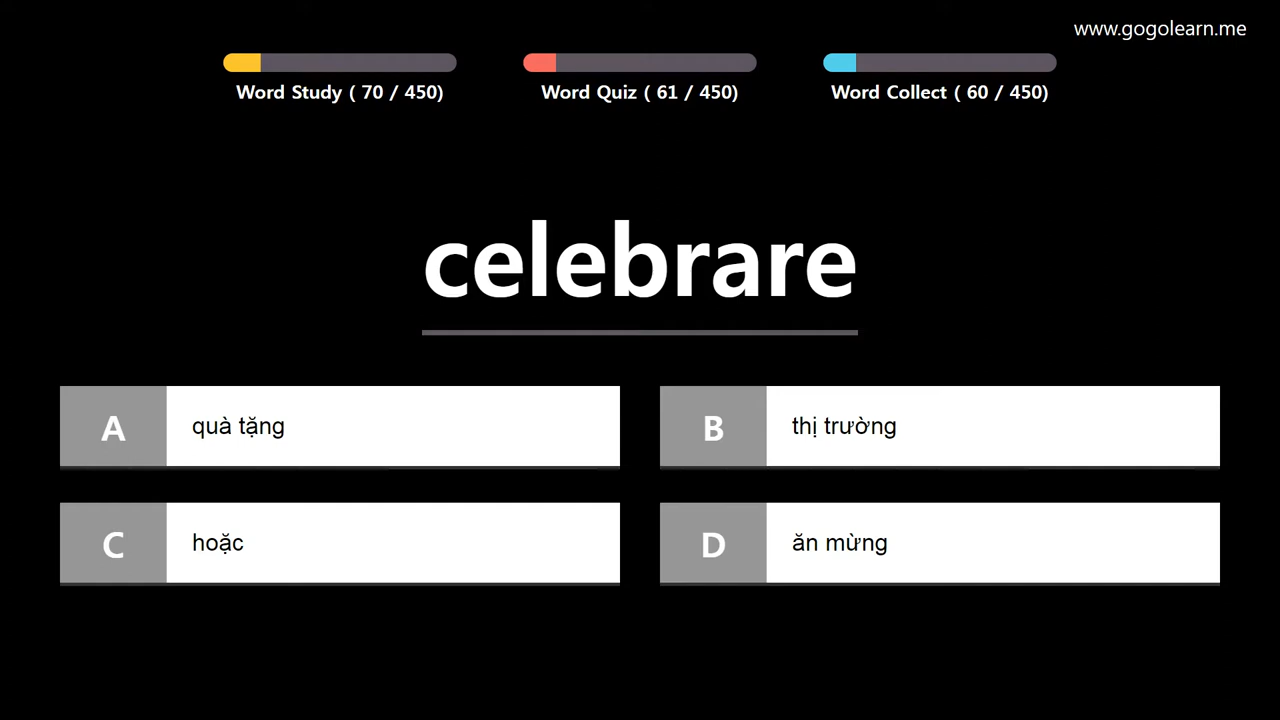 www.gogolearn.me
Word Study ( 70 / 450)
Word Quiz ( 61 / 450)
Word Collect ( 60 / 450)
celebrare
A quà tặng
B thị trường
C hoặc
D ăn mừng